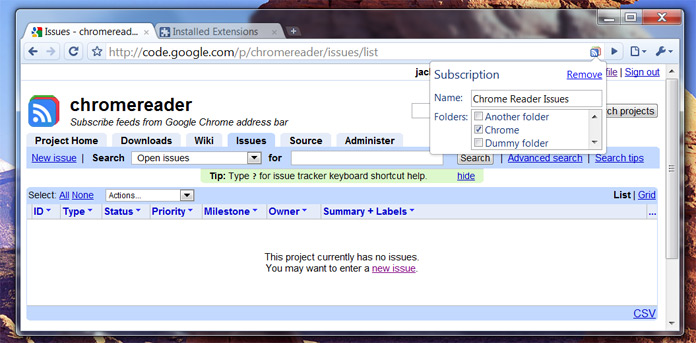 Issues - chromeread...
Installed Extensions
http://code.google.com/p/chromereader/issues/list
Subscription
Remove
Name:
Chrome Reader Issues
Folders:
Another folder
Chrome
Dummy folder
jac
file | Sign out
chromereader
Subscribe feeds from Google Chrome address bar
ch projects
Project Home
Downloads
Wiki
Issues
Source
Administer
New issue | Search Open issues for Search | Advanced search | Search tips
Tip: Type ? for issue tracker keyboard shortcut help. hide
Select: All None Actions... List | Grid
ID Type Status Priority Milestone Owner Summary + Labels ...
This project currently has no issues.
You may want to enter a new issue.
CSV